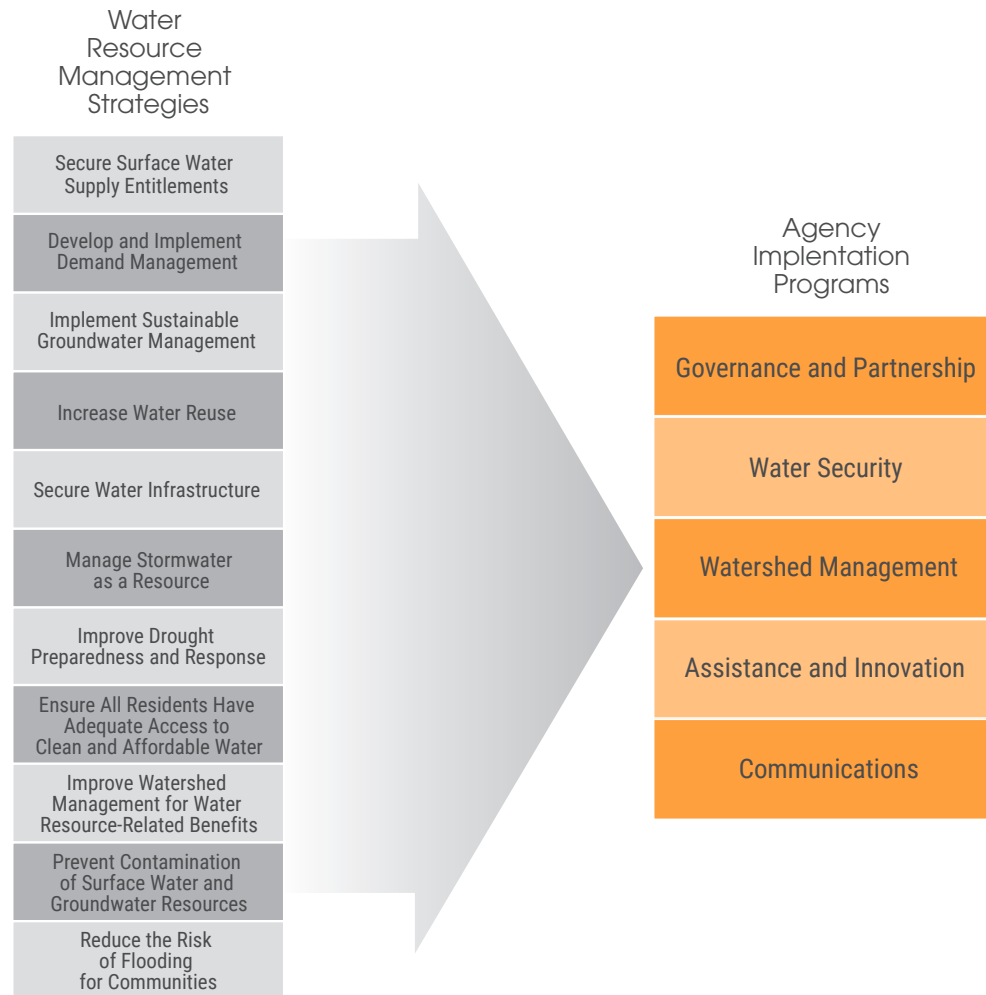 Water
Resource
Management
Strategies
Secure Surface Water
Supply Entitlements
Develop and Implement
Demand Management
Implement Sustainable
Groundwater Management
Increase Water Reuse
Secure Water Infrastructure
Manage Stormwater
as a Resource
Improve Drought
Preparedness and Response
Ensure All Residents Have
Adequate Access to
Clean and Affordable Water
Improve Watershed
Management for Water
Resource-Related Benefits
Prevent Contamination
of Surface Water and
Groundwater Resources
Reduce the Risk
of Flooding
for Communities
Agency
Implentation
Programs
Governance and Partnership
Water Security
Watershed Management
Assistance and Innovation
Communications